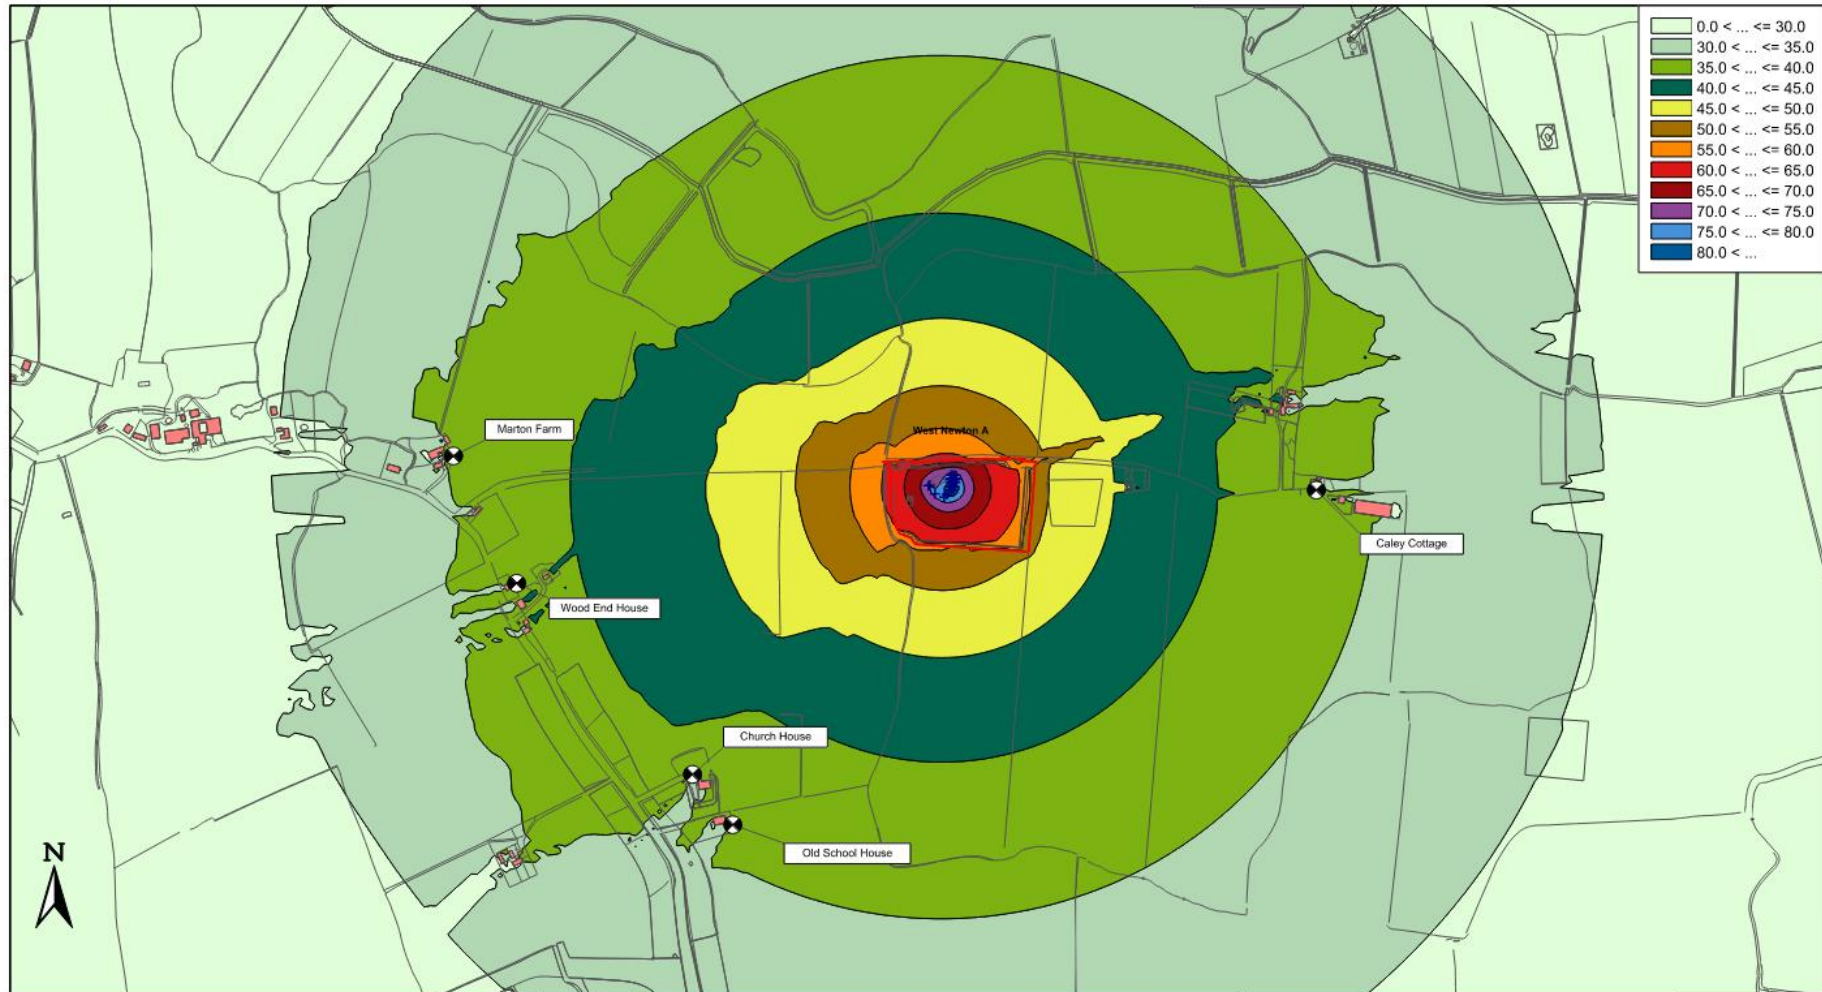 0.0 < ... <= 30.0
30.0 < ... <= 35.0
35.0 < ... <= 40.0
40.0 < ... <= 45.0
45.0 < ... <= 50.0
50.0 < ... <= 55.0
55.0 < ... <= 60.0
60.0 < ... <= 65.0
65.0 < ... <= 70.0
70.0 < ... <= 75.0
75.0 < ... <= 80.0
80.0 < ...
Marton Farm
West Newton A
Caley Cottage
Wood End House
Church House
Old School House
N